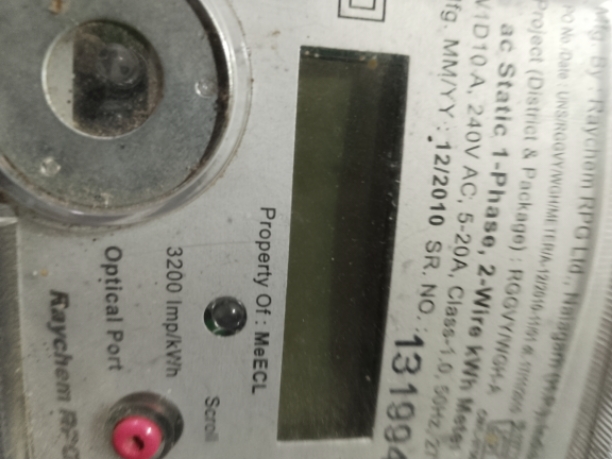 Mfg. By : Raychem RPG Ltd.,
Project (District & Package) : RGGVY/WGH-A
ac Static 1-Phase, 2-Wire kWh Meter
V1D10 A, 240V AC, 5-20A, Class-1.0, 50Hz,
Mfg. MM/YY : 12/2010 SR. NO. : 131994
Property Of : MeECL
3200 Imp/kWh
Scroll
Optical Port
Raychem RPG